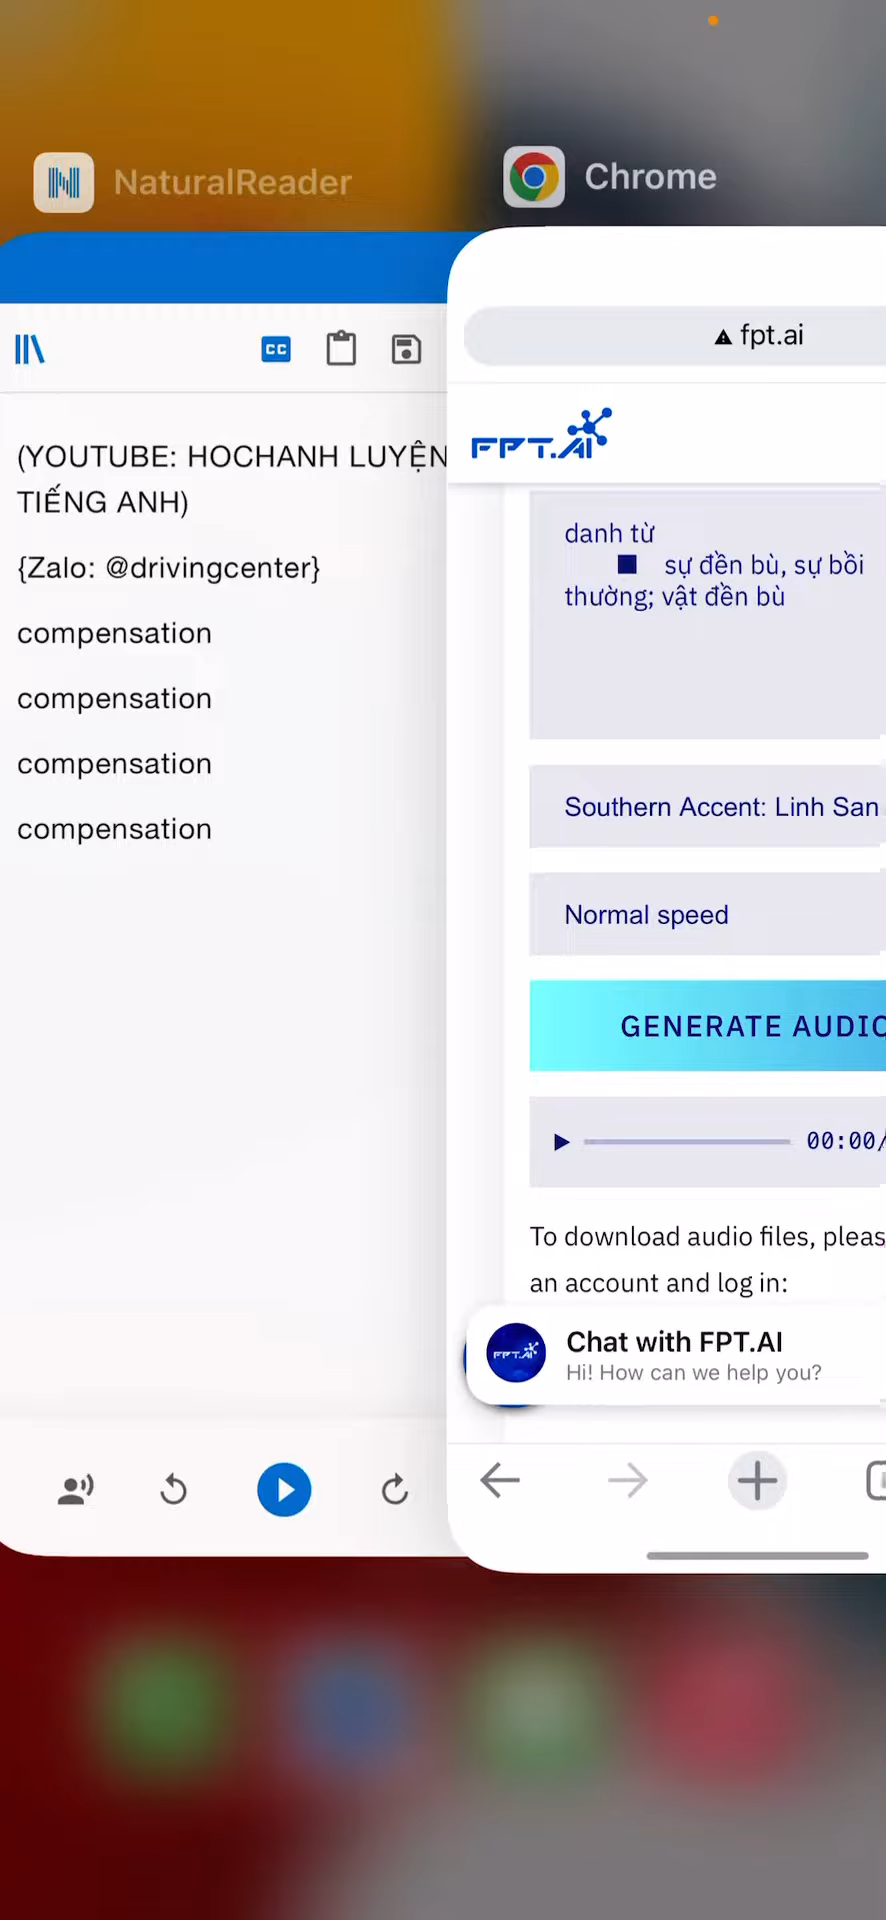 NaturalReader
Chrome
fpt.ai
CC
FPT.AI
(YOUTUBE: HOCHANH LUYỆN
TIẾNG ANH)
{Zalo: @drivingcenter}
compensation
compensation
compensation
compensation
danh từ
■ sự đền bù, sự bồi
thường; vật đền bù
Southern Accent: Linh San
Normal speed
GENERATE AUDIO
00:00/
To download audio files, pleas
an account and log in:
FPT.AI
Chat with FPT.AI
Hi! How can we help you?